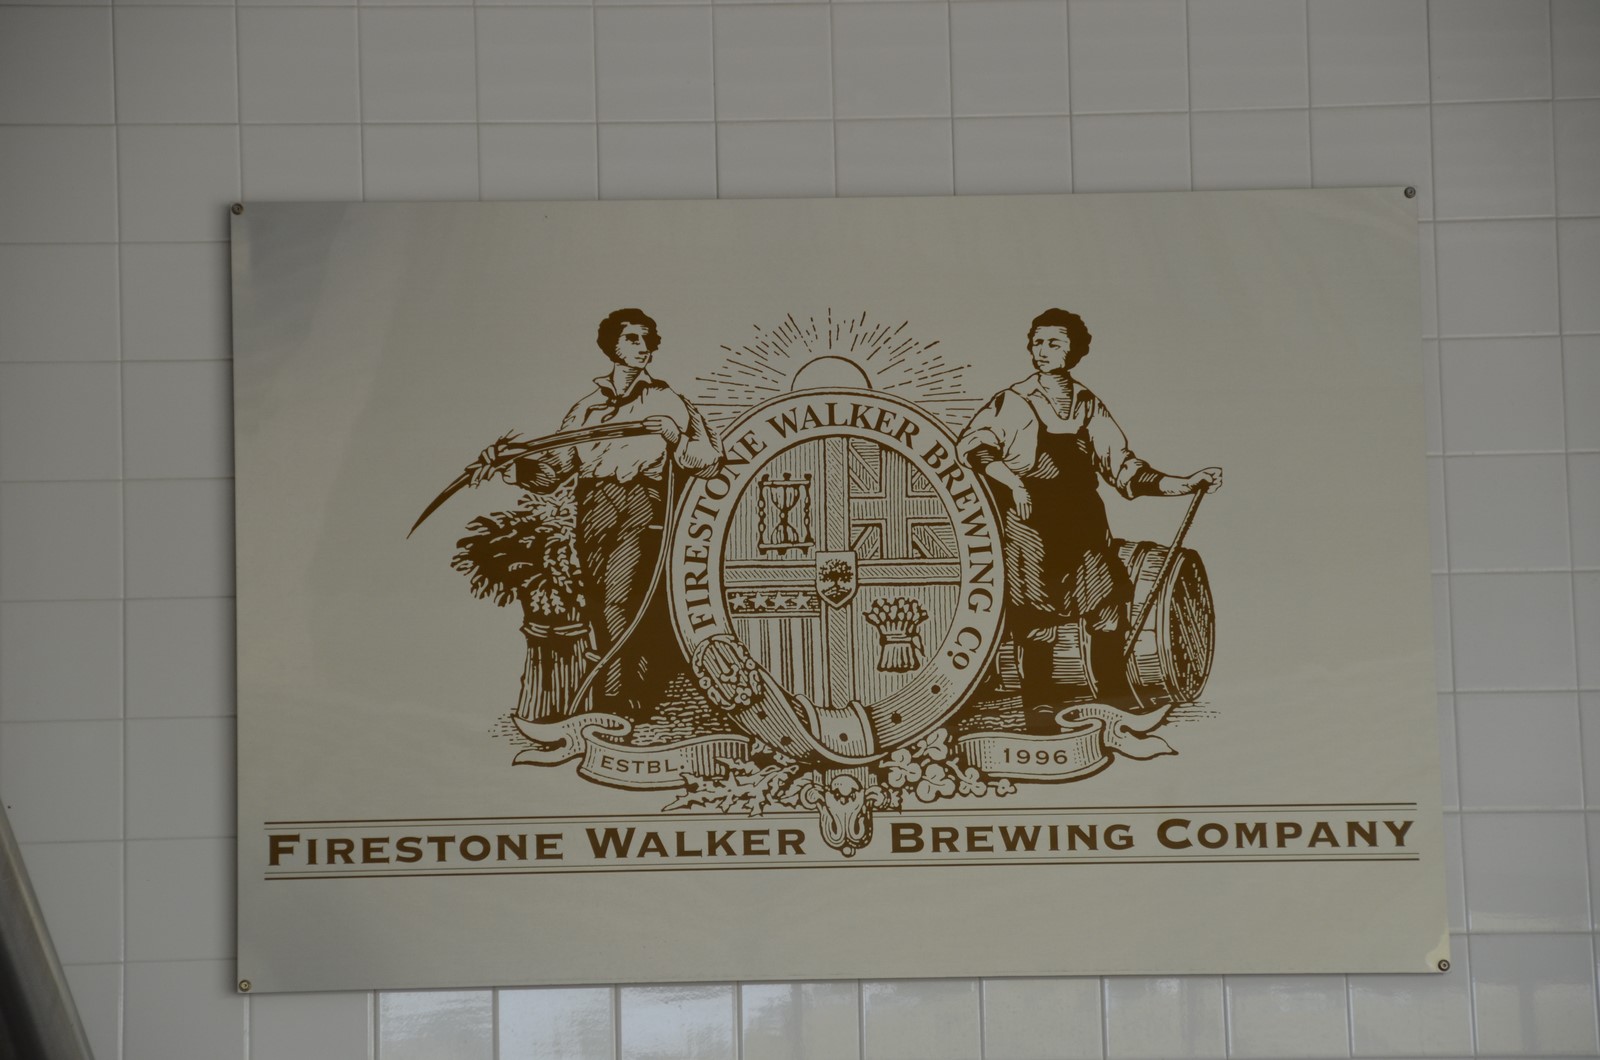 FIRESTONE WALKER BREWING Co
ESTBL. 1996
FIRESTONE WALKER BREWING COMPANY